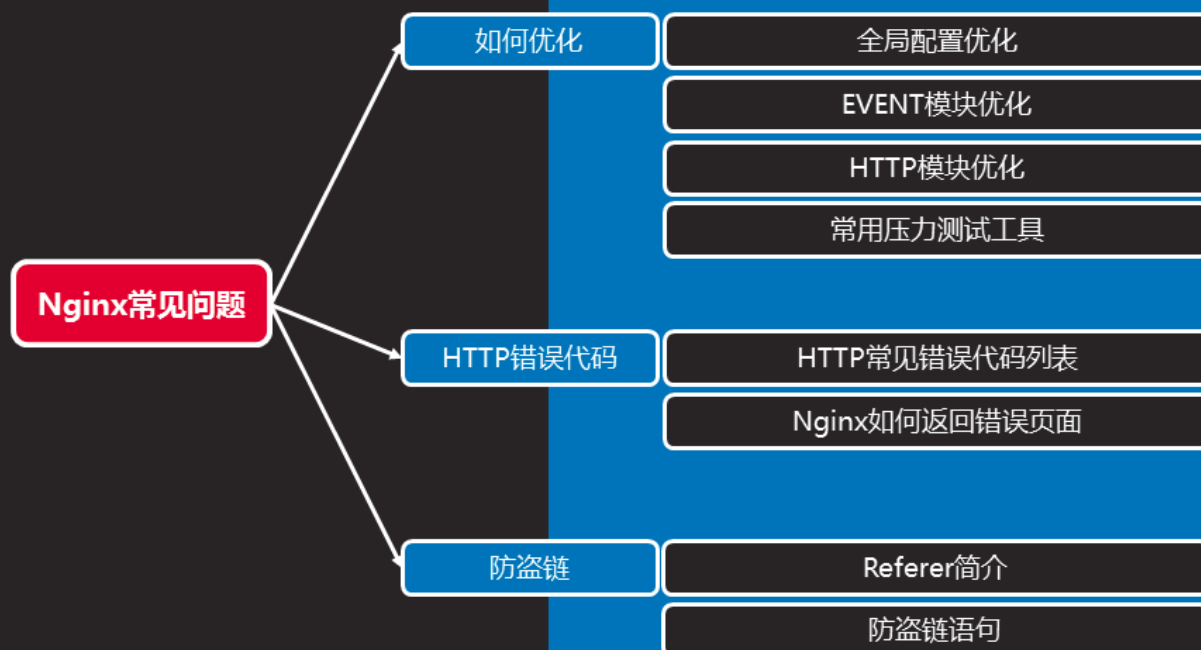 Nginx常见问题
如何优化
全局配置优化
EVENT模块优化
HTTP模块优化
常用压力测试工具
HTTP错误代码
HTTP常见错误代码列表
Nginx如何返回错误页面
防盗链
Referer简介
防盗链语句